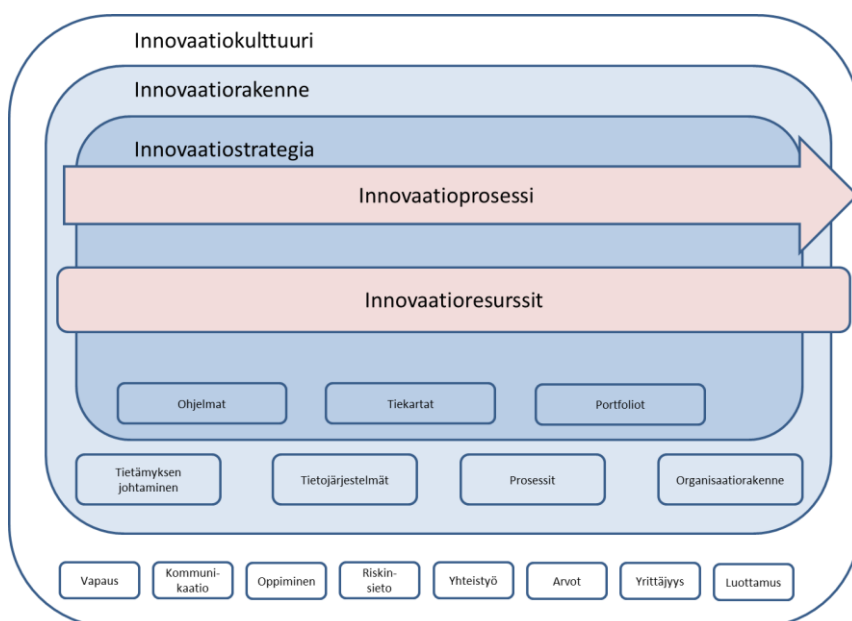 Innovaatiokulttuuri
Innovaatiorakenne
Innovaatiostrategia
Innovaatioprosessi
Innovaatioresurssit
Ohjelmat
Tiekartat
Portfoliot
Tietämyksen
johtaminen
Tietojärjestelmät
Prosessit
Organisaatiorakenne
Vapaus
Kommuni-
kaatio
Oppiminen
Riskin-
sieto
Yhteistyö
Arvot
Yrittäjyys
Luottamus